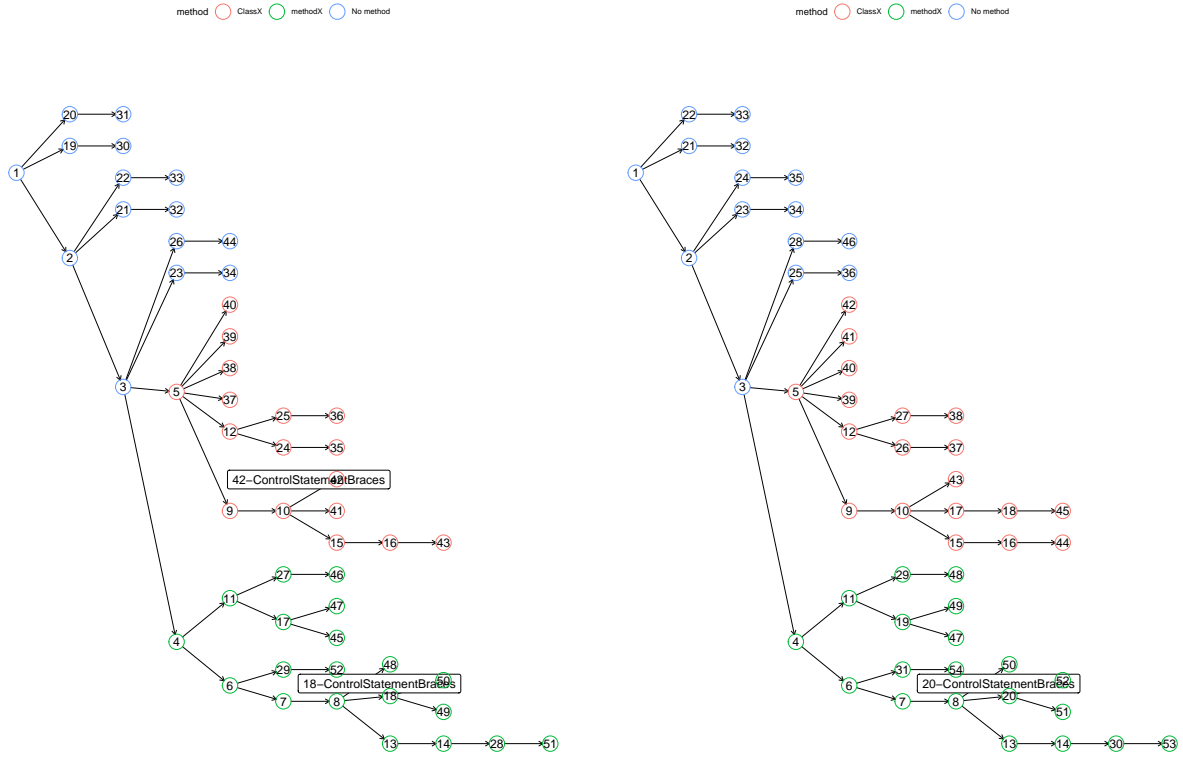 method ClassX methodX No method method ClassX methodX No method
20 31 22 33
19 30 21 32
1 1
22 33 24 35
21 32 23 34
26 44 28 46
2 2
23 34 25 36
40 42
39 41
38 40
3 5 3 5
37 39
25 36 27 38
12 12
24 35 26 37
42−ControlStatementBraces 42 43
9 10 41 9 10 17 18 45
15 16 43 15 16 44
27 46 29 48
11 47 11 49
17 19
45 47
4 4
48 50
29 52 31 54
50 52
18−ControlStatementBraces 20−ControlStatementBraces
6 6
18 20
7 8 7 8
49 51
13 14 28 51 13 14 30 53